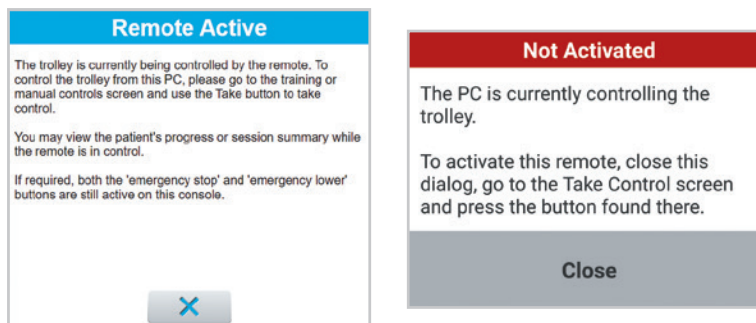 Remote Active
The trolley is currently being controlled by the remote. To
control the trolley from this PC, please go to the training or
manual controls screen and use the Take button to take
control.
You may view the patient's progress or session summary while
the remote is in control.
If required, both the 'emergency stop' and 'emergency lower'
buttons are still active on this console.
Not Activated
The PC is currently controlling the
trolley.
To activate this remote, close this
dialog, go to the Take Control screen
and press the button found there.
Close